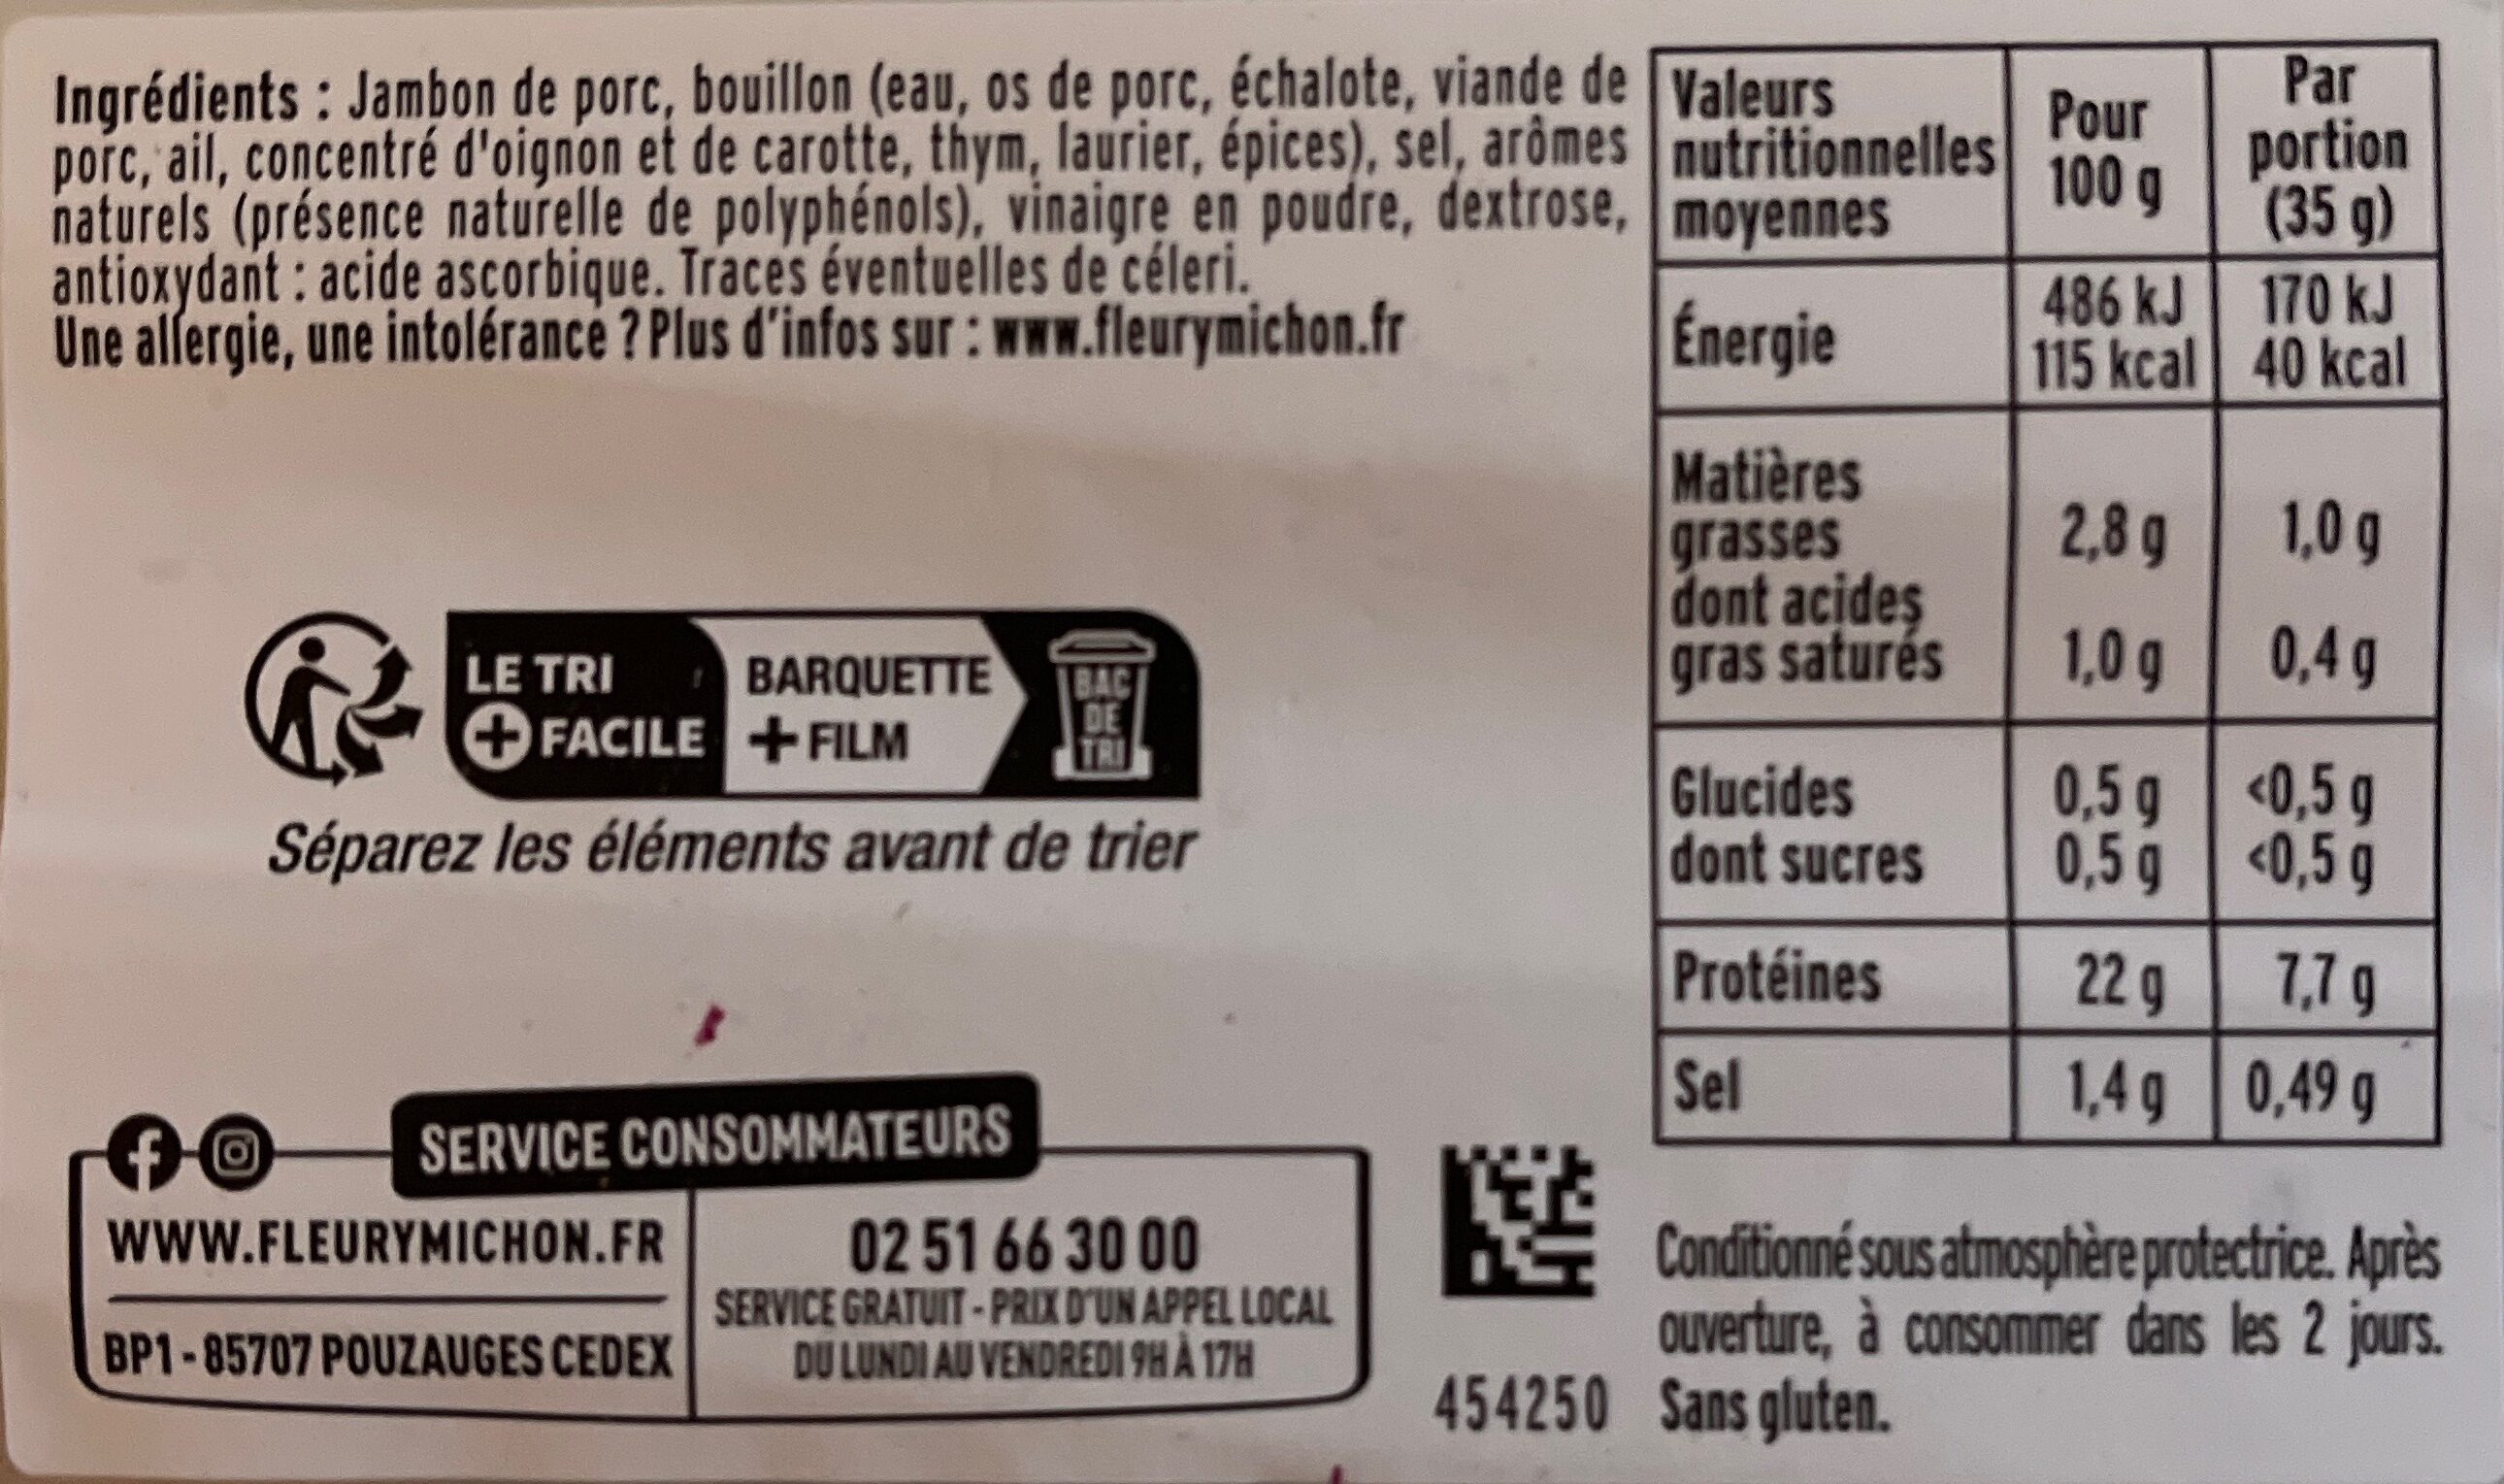 Ingrédients : Jambon de porc, bouillon (eau, os de porc, échalote, viande de
porc, ail, concentré d'oignon et de carotte, thym, laurier, épices), sel, arômes
naturels (présence naturelle de polyphénols), vinaigre en poudre, dextrose,
antioxydant : acide ascorbique. Traces éventuelles de céleri.
Une allergie, une intolérance ? Plus d'infos sur : www.fleurymichon.fr
LE TRI
+ FACILE
BARQUETTE
+ FILM
BAC
DE
TRI
Séparez les éléments avant de trier
SERVICE CONSOMMATEURS
WWW.FLEURYMICHON.FR
BP1 - 85707 POUZAUGES CEDEX
02 51 66 30 00
SERVICE GRATUIT - PRIX D'UN APPEL LOCAL
DU LUNDI AU VENDREDI 9H À 17H
454250
Valeurs
nutritionnelles
moyennes
Pour
100 g
Par
portion
(35 g)
Énergie
486 kJ 170 kJ
115 kcal 40 kcal
Matières
grasses 2,8 g 1,0 g
dont acides
gras saturés 1,0 g 0,4 g
Glucides 0,5 g <0,5 g
dont sucres 0,5 g <0,5 g
Protéines 22 g 7,7 g
Sel 1,4 g 0,49 g
Conditionné sous atmosphère protectrice. Après
ouverture, à consommer dans les 2 jours.
Sans gluten.